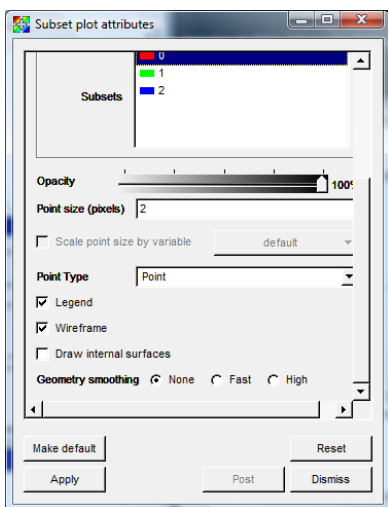 Subset plot attributes
0
1
Subsets
2
Opacity
100%
Point size (pixels) 2
Scale point size by variable default
Point Type Point
Legend
Wireframe
Draw internal surfaces
Geometry smoothing None Fast High
Make default Reset
Apply Post Dismiss